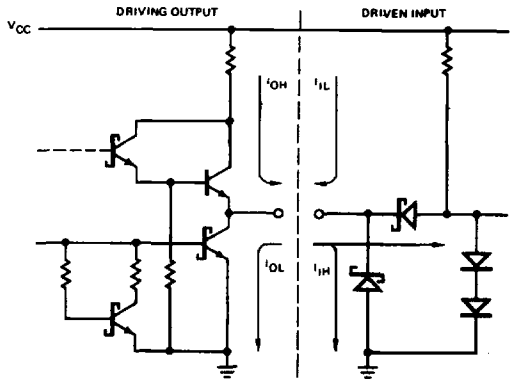 DRIVING OUTPUT
DRIVEN INPUT
VCC
iOH
IIL
iOL
IIH